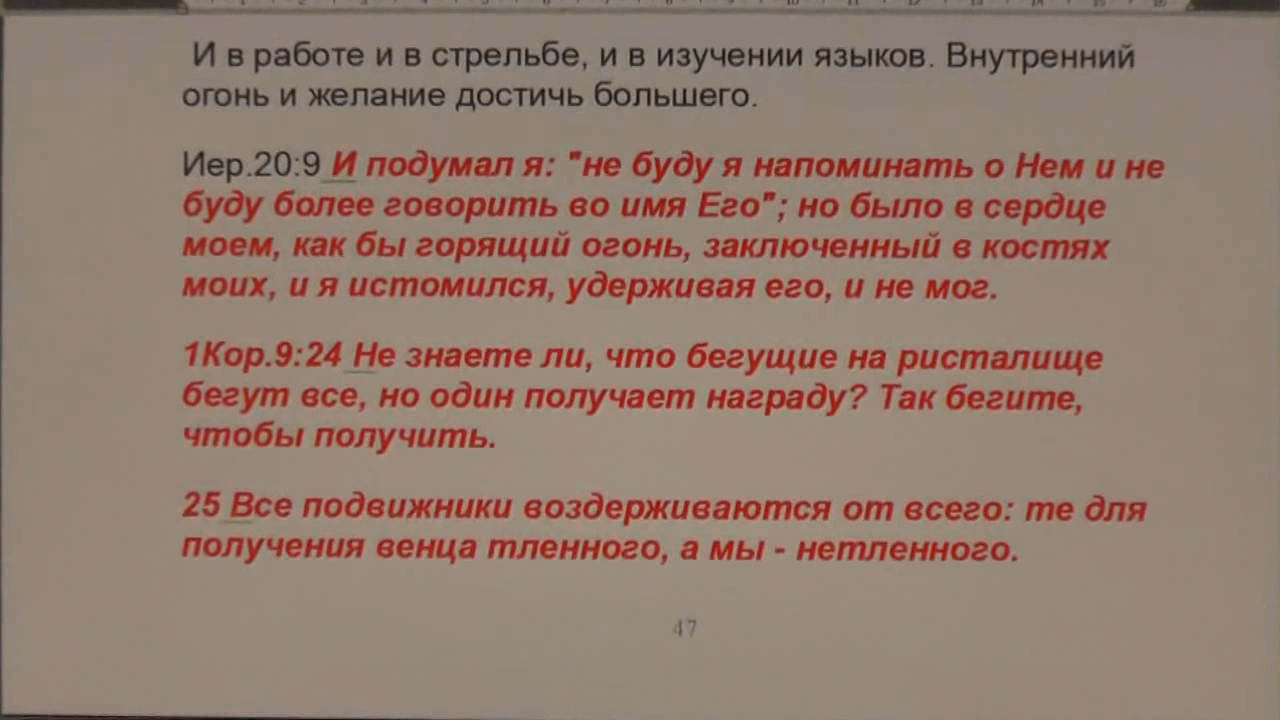 И в работе и в стрельбе, и в изучении языков. Внутренний
огонь и желание достичь большего.
Иер.20:9 И подумал я: "не буду я напоминать о Нем и не
буду более говорить во имя Его"; но было в сердце
моем, как бы горящий огонь, заключенный в костях
моих, и я истомился, удерживая его, и не мог.
1Кор.9:24 Не знаете ли, что бегущие на ристалище
бегут все, но один получает награду? Так бегите,
чтобы получить.
25 Все подвижники воздерживаются от всего: те для
получения венца тленного, а мы - нетленного.
47